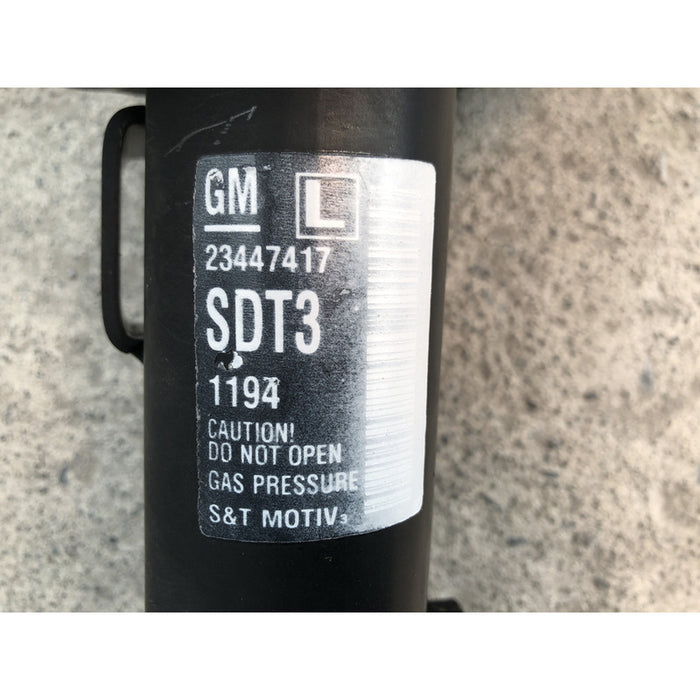 GM L
23447417
SDT3
1194
CAUTION!
DO NOT OPEN
GAS PRESSURE
S&T MOTIV